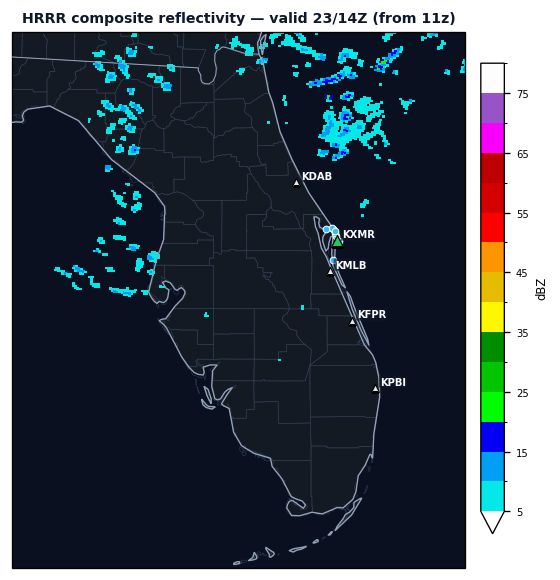 HRRR composite reflectivity — valid 23/14Z (from 11z)
75
65
KDAB
55
KXMR
KMLB
45
dBZ
KFPR
35
KPBI
25
15
5